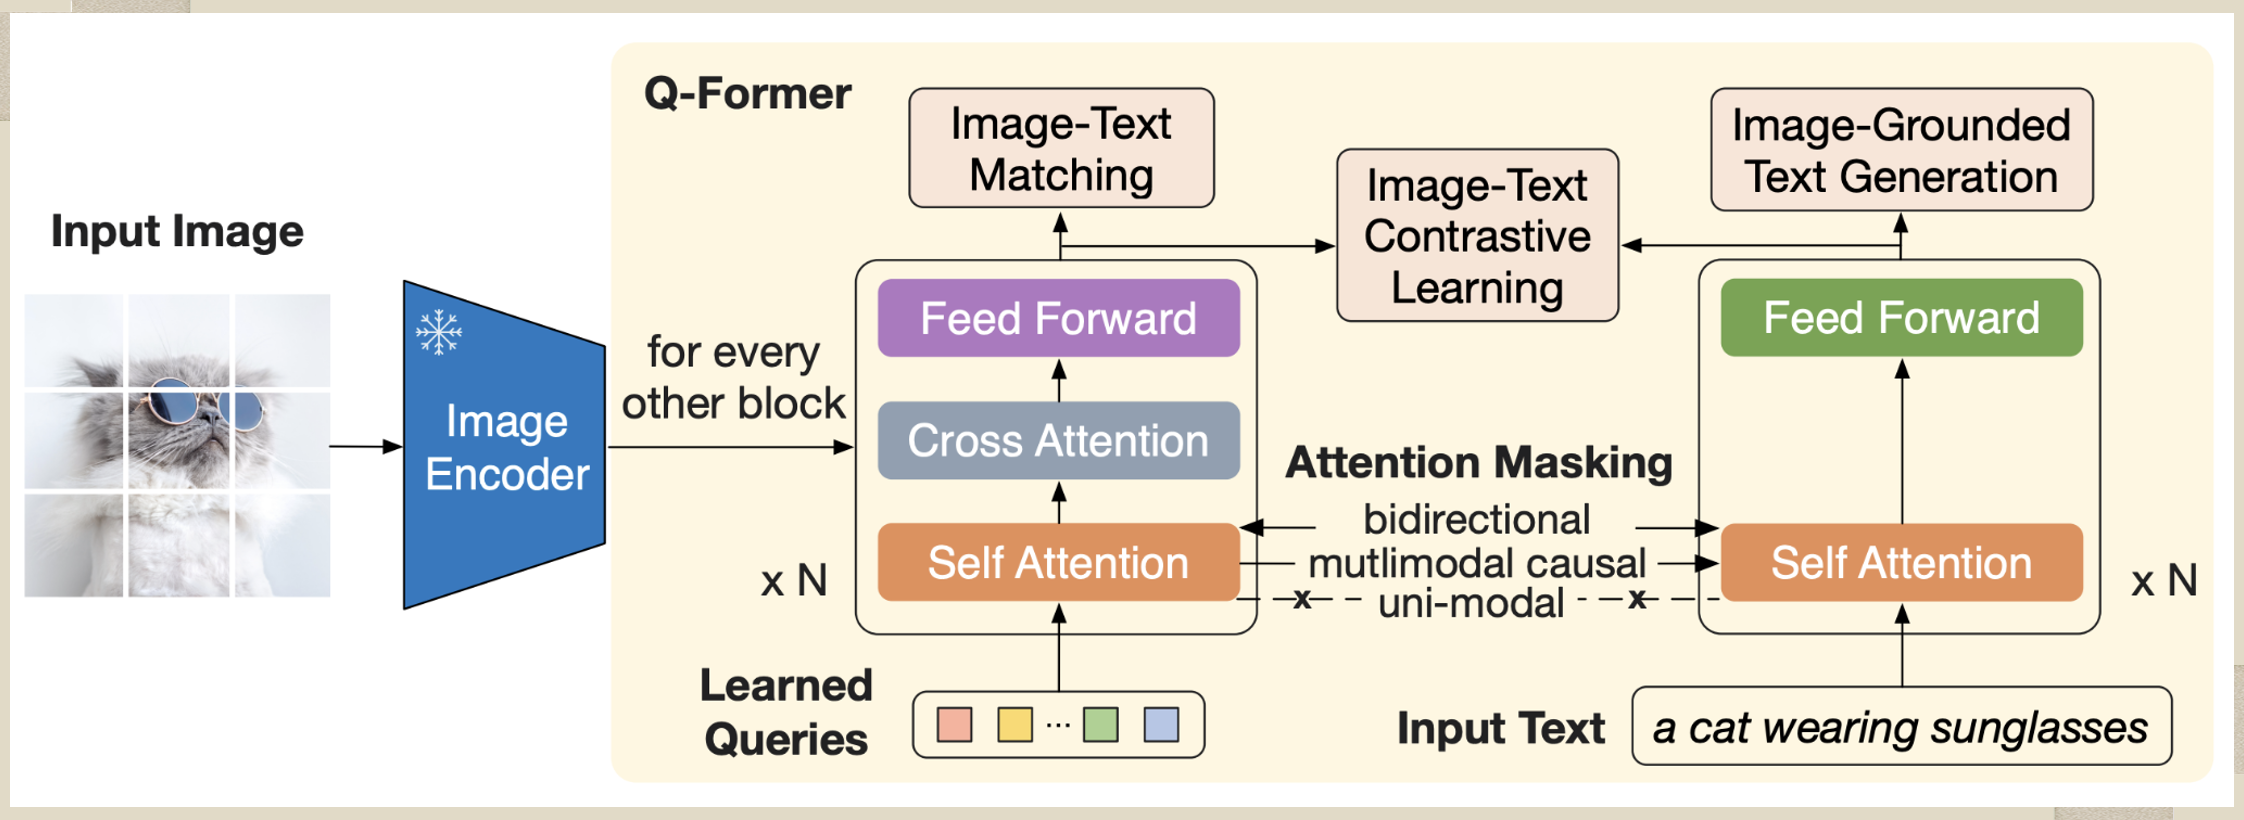 Q-Former
Image-Text
Matching
Image-Text
Contrastive
Learning
Image-Grounded
Text Generation
Input Image
Image
Encoder
for every
other block
Feed Forward
Cross Attention
Self Attention
x N
Attention Masking
bidirectional
mutlimodal causal
x uni-modal x
Feed Forward
Self Attention
x N
Learned
Queries
...
Input Text
a cat wearing sunglasses